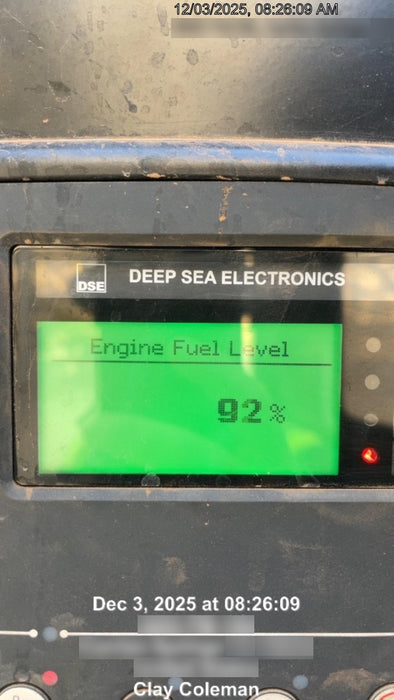 12/03/2025, 08:26:09 AM
DSE
DEEP SEA ELECTRONICS
Engine Fuel Level
92 %
Dec 3, 2025 at 08:26:09
Clay Coleman